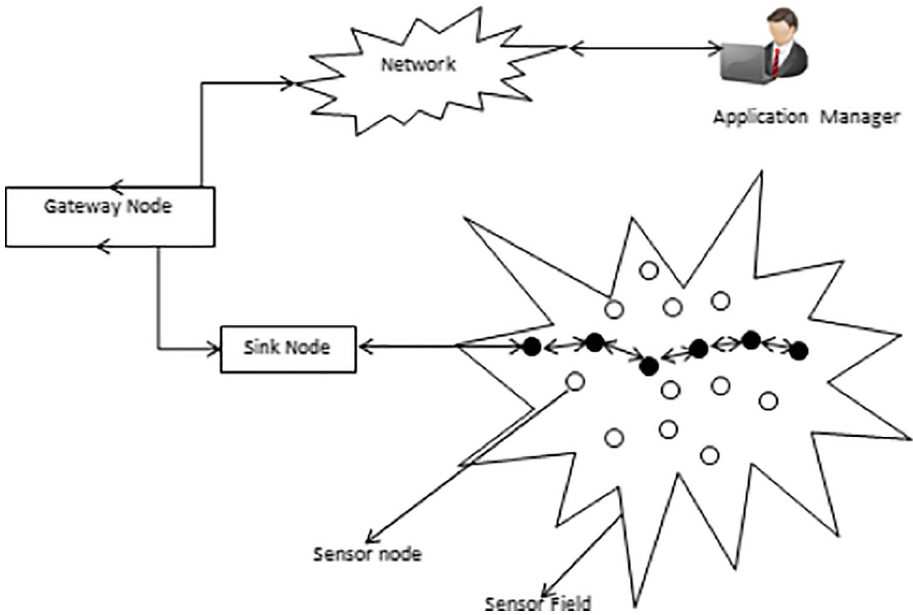 Network
Application Manager
Gateway Node
Sink Node
Sensor node
Sensor Field